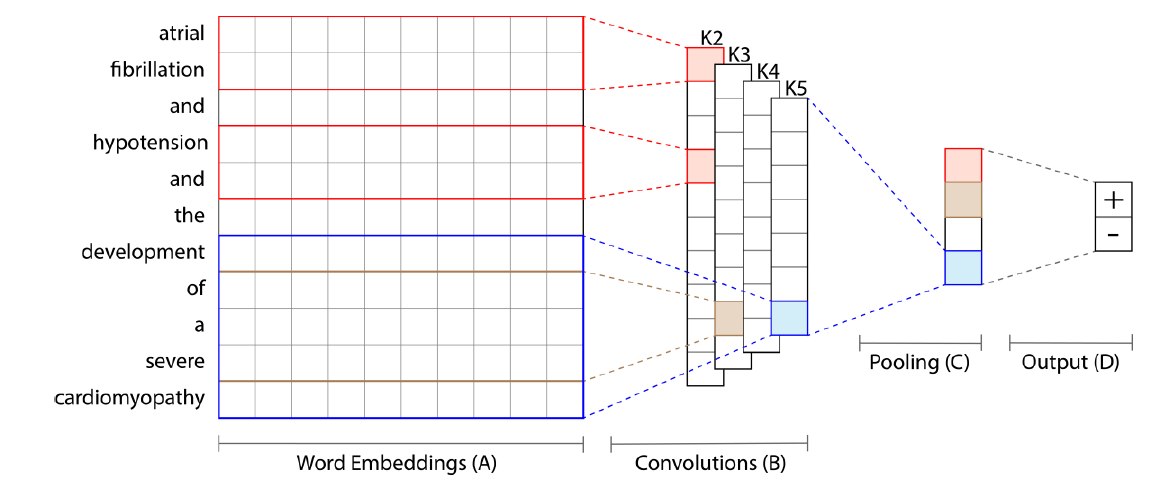 atrial
fibrillation
and
hypotension
and
the
development
of
a
severe
cardiomyopathy
K2
K3
K4
K5
+
-
Word Embeddings (A)
Convolutions (B)
Pooling (C)
Output (D)